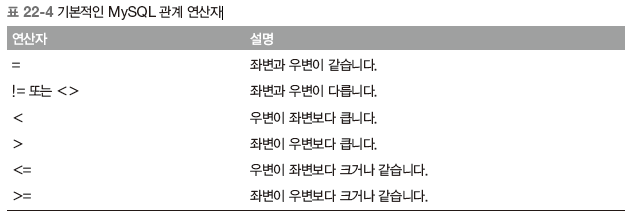 표 22-4 기본적인 MySQL 관계 연산자
연산자 설명
= 좌변과 우변이 같습니다.
!= 또는 <> 좌변과 우변이 다릅니다.
< 우변이 좌변보다 큽니다.
> 좌변이 우변보다 큽니다.
<= 우변이 좌변보다 크거나 같습니다.
>= 좌변이 우변보다 크거나 같습니다.